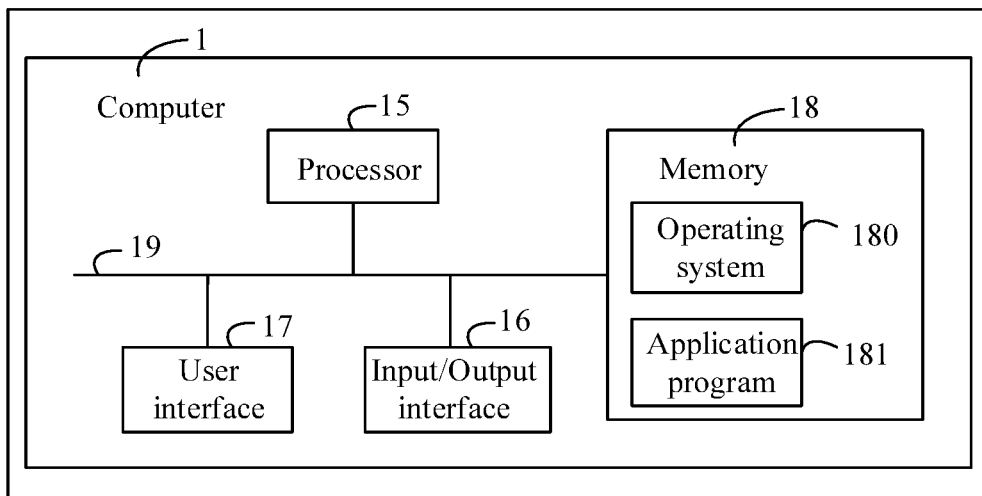 1
Computer
15
Processor
18
Memory
Operating
system
180
19
17
16
User
interface
Input/Output
interface
Application
program
181